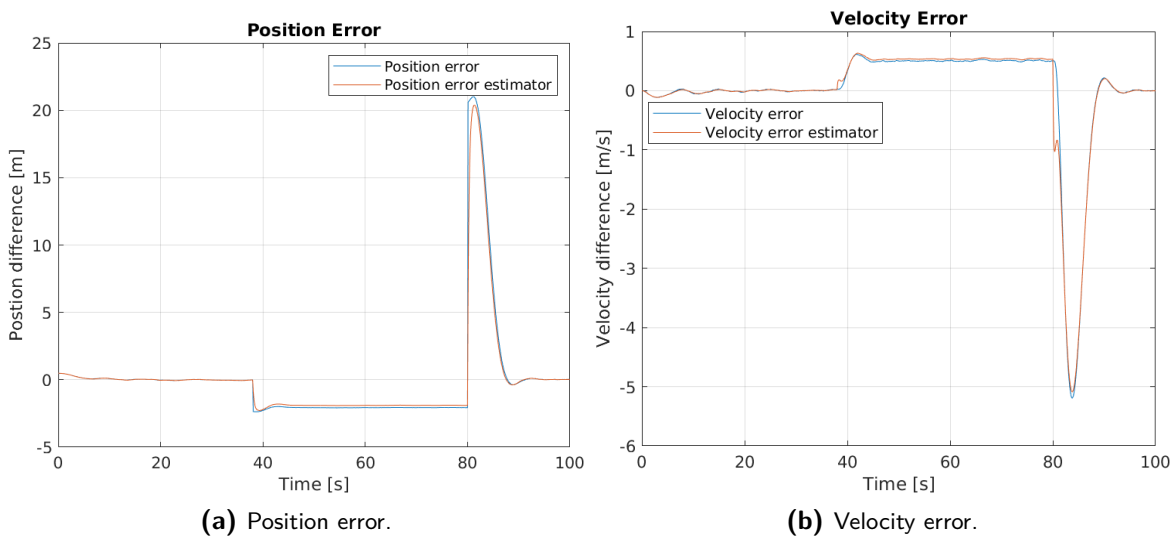 Position Error
25
20
15
10
5
0
-5
0
20
40
60
80
100
Postion difference [m]
Time [s]
Position error
Position error estimator
(a) Position error.
Velocity Error
1
0
-1
-2
-3
-4
-5
-6
0
20
40
60
80
100
Velocity difference [m/s]
Time [s]
Velocity error
Velocity error estimator
(b) Velocity error.